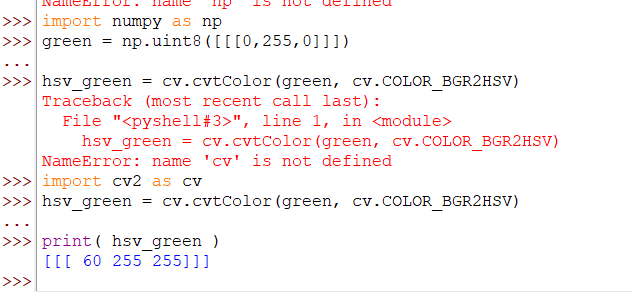 NameError: name 'np' is not defined
>>> import numpy as np
>>> green = np.uint8([[[0,255,0]]])
...
>>> hsv_green = cv.cvtColor(green, cv.COLOR_BGR2HSV)
Traceback (most recent call last):
  File "<pyshell#3>", line 1, in <module>
    hsv_green = cv.cvtColor(green, cv.COLOR_BGR2HSV)
NameError: name 'cv' is not defined
>>> import cv2 as cv
>>> hsv_green = cv.cvtColor(green, cv.COLOR_BGR2HSV)
...
>>> print( hsv_green )
[[[ 60 255 255]]]
>>>